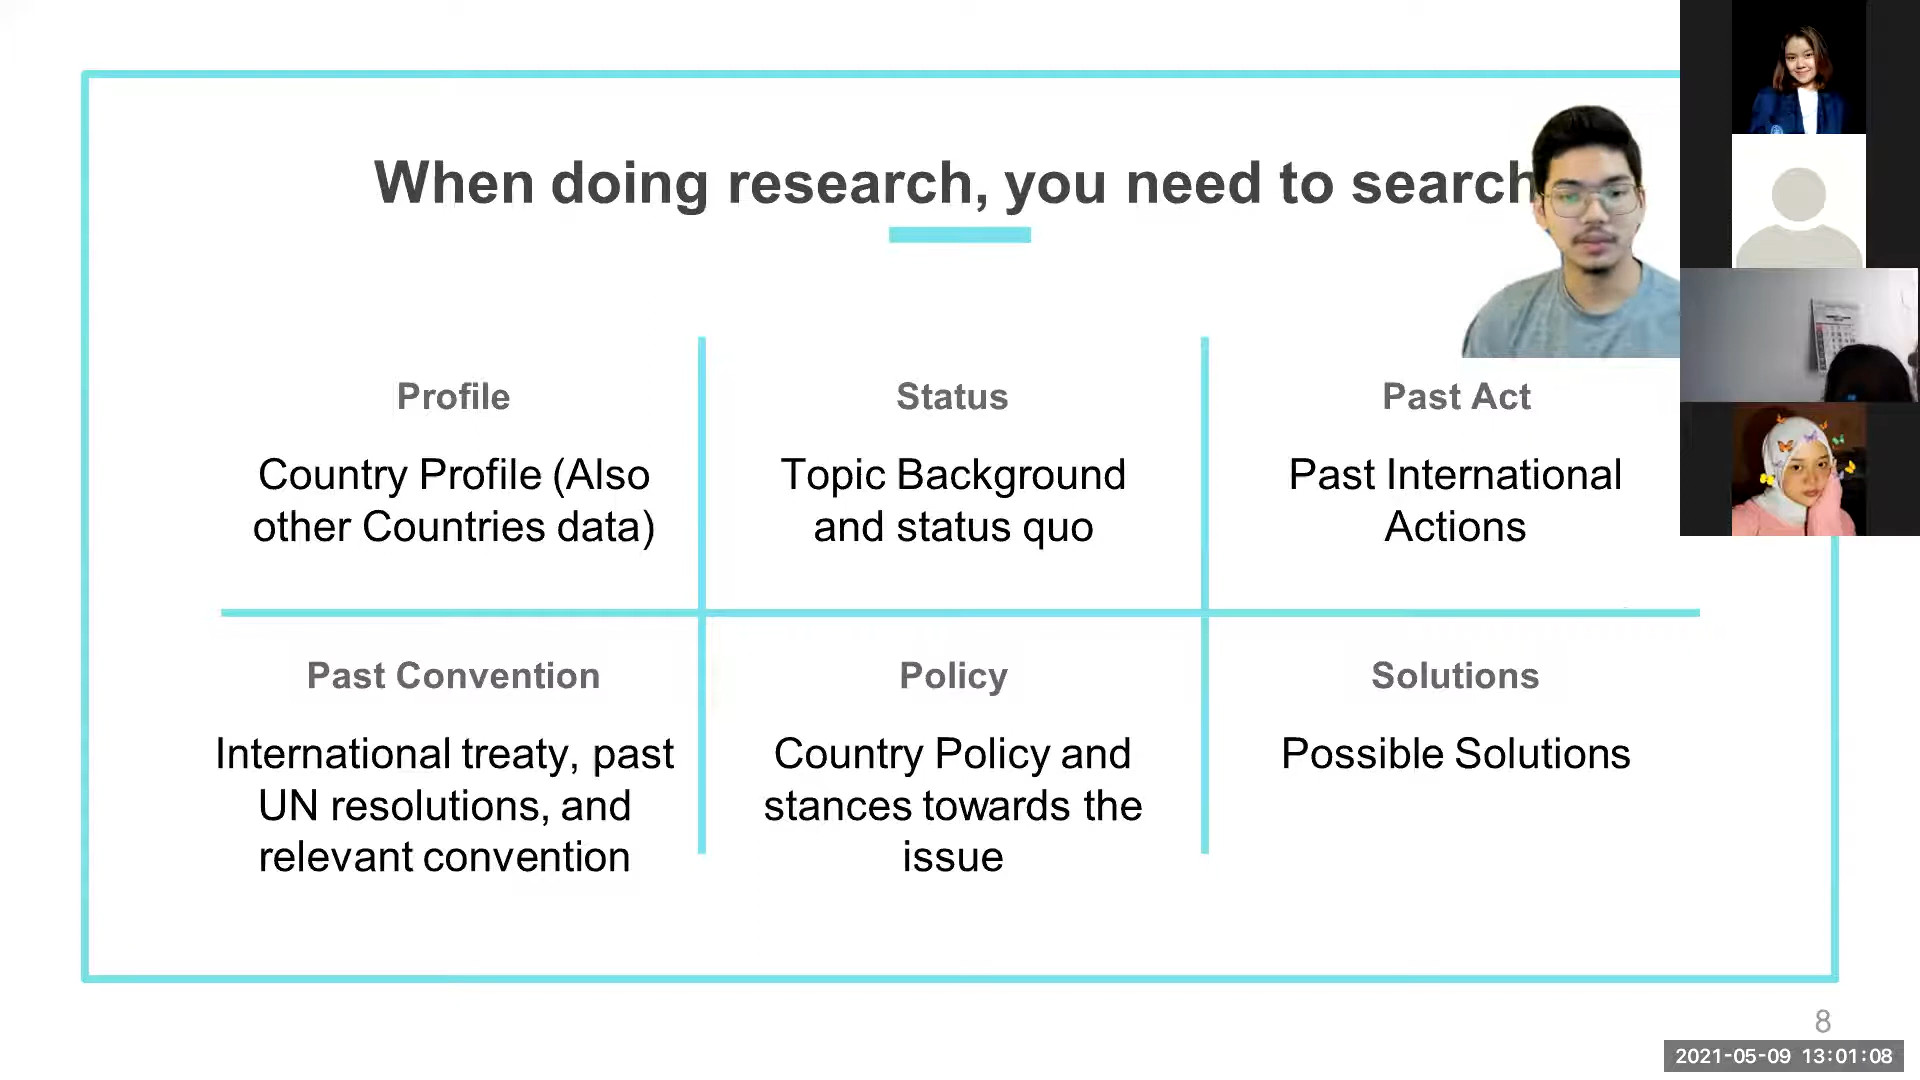 When doing research, you need to search
Profile
Country Profile (Also
other Countries data)
Status
Topic Background
and status quo
Past Act
Past International
Actions
Past Convention
International treaty, past
UN resolutions, and
relevant convention
Policy
Country Policy and
stances towards the
issue
Solutions
Possible Solutions
8
2021-05-09 13:01:08